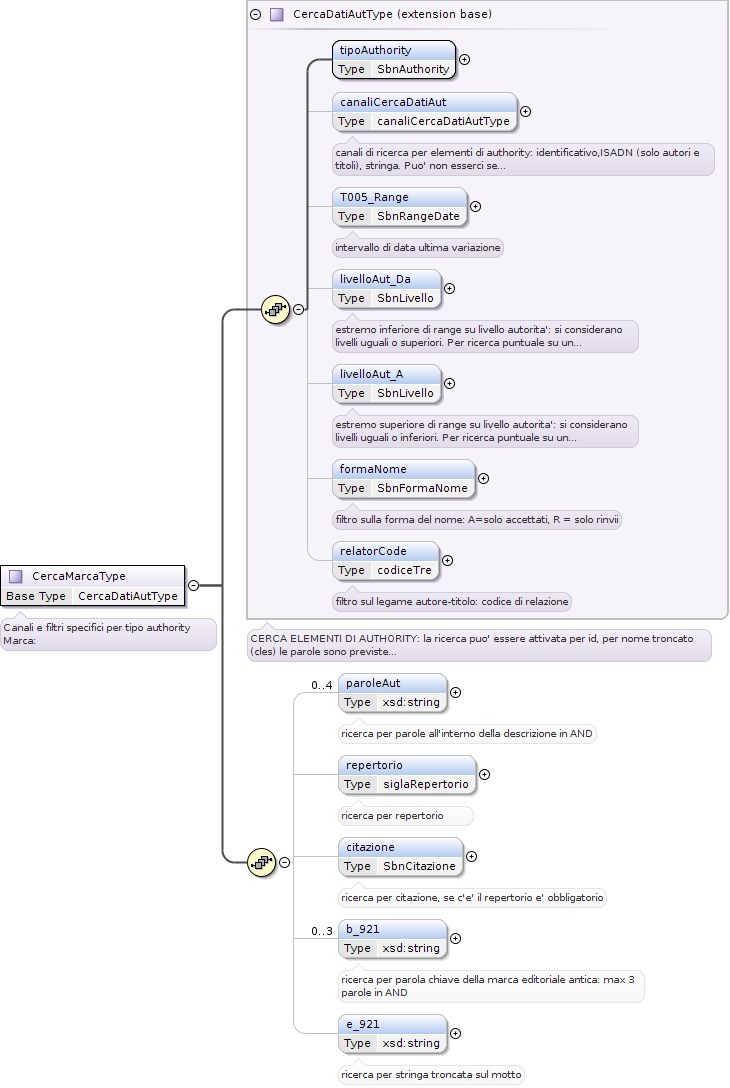 CercaDatiAutType (extension base)
tipoAuthority
Type SbnAuthority
canaliCercaDatiAut
Type canaliCercaDatiAutType
canali di ricerca per elementi di authority: identificativo,ISADN (solo autori e
titoli), stringa. Puo' non esserci se...
T005_Range
Type SbnRangeDate
intervallo di data ultima variazione
livelloAut_Da
Type SbnLivello
estremo inferiore di range su livello autorita': si considerano
livelli uguali o superiori. Per ricerca puntuale su un...
livelloAut_A
Type SbnLivello
estremo superiore di range su livello autorita': si considerano
livelli uguali o inferiori. Per ricerca puntuale su un...
formaNome
Type SbnFormaNome
filtro sulla forma del nome: A=solo accettati, R = solo rinvii
relatorCode
Type codiceTre
filtro sul legame autore-titolo: codice di relazione
CercaMarcaType
Base Type CercaDatiAutType
Canali e filtri specifici per tipo authority
Marca:
CERCA ELEMENTI DI AUTHORITY: la ricerca puo' essere attivata per id, per nome troncato
(cles) le parole sono previste...
0..4 paroleAut
Type xsd:string
ricerca per parole all'interno della descrizione in AND
repertorio
Type siglaRepertorio
ricerca per repertorio
citazione
Type SbnCitazione
ricerca per citazione, se c'e' il repertorio e' obbligatorio
0..3 b_921
Type xsd:string
ricerca per parola chiave della marca editoriale antica: max 3
parole in AND
e_921
Type xsd:string
ricerca per stringa troncata sul motto